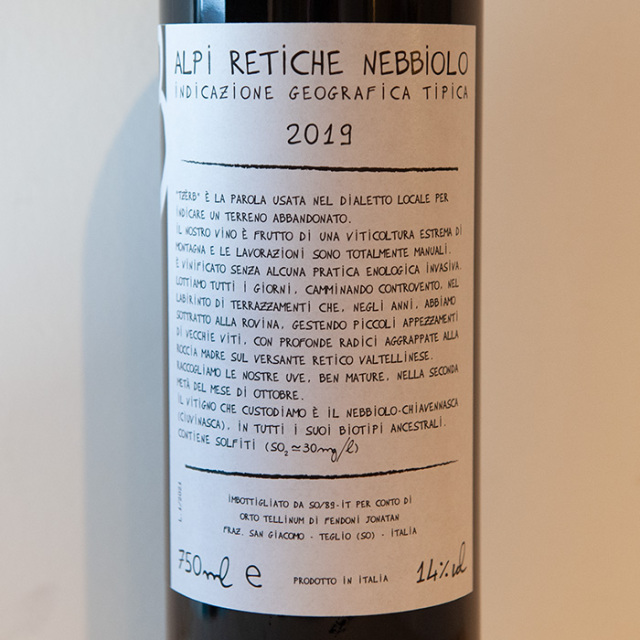 ALPI RETICHE NEBBIOLO
INDICAZIONE GEOGRAFICA TIPICA
2019
"TZËRB" È LA PAROLA USATA NEL DIALETTO LOCALE PER
INDICARE UN TERRENO ABBANDONATO.
IL NOSTRO VINO È FRUTTO DI UNA VITICOLTURA ESTREMA DI
MONTAGNA E LE LAVORAZIONI SONO TOTALMENTE MANUALI.
È VINIFICATO SENZA ALCUNA PRATICA ENOLOGICA INVASIVA.
LOTTIAMO TUTTI I GIORNI, CAMMINANDO CONTROVENTO, NEL
LABIRINTO DI TERRAZZAMENTI CHE, NEGLI ANNI, ABBIAMO
SOTTRATTO ALLA ROVINA, GESTENDO PICCOLI APPEZZAMENTI
DI VECCHIE VITI, CON PROFONDE RADICI AGGRAPPATE ALLA
ROCCIA MADRE SUL VERSANTE RETICO VALTELLINESE.
RACCOGLIAMO LE NOSTRE UVE, BEN MATURE, NELLA SECONDA
METÀ DEL MESE DI OTTOBRE.
IL VITIGNO CHE CUSTODIAMO È IL NEBBIOLO-CHIAVENNASCA
(CIUVINASCA), IN TUTTI I SUOI BIOTIPI ANCESTRALI.
CONTIENE SOLFITI (SO₂≃30mg/l)
L 1/2021
IMBOTTIGLIATO DA SO/89-IT PER CONTO DI
ORTO TELLINUM DI FENDONI JONATAN
FRAZ. SAN GIACOMO - TEGLIO (SO) - ITALIA
750ml e PRODOTTO IN ITALIA 14% vol